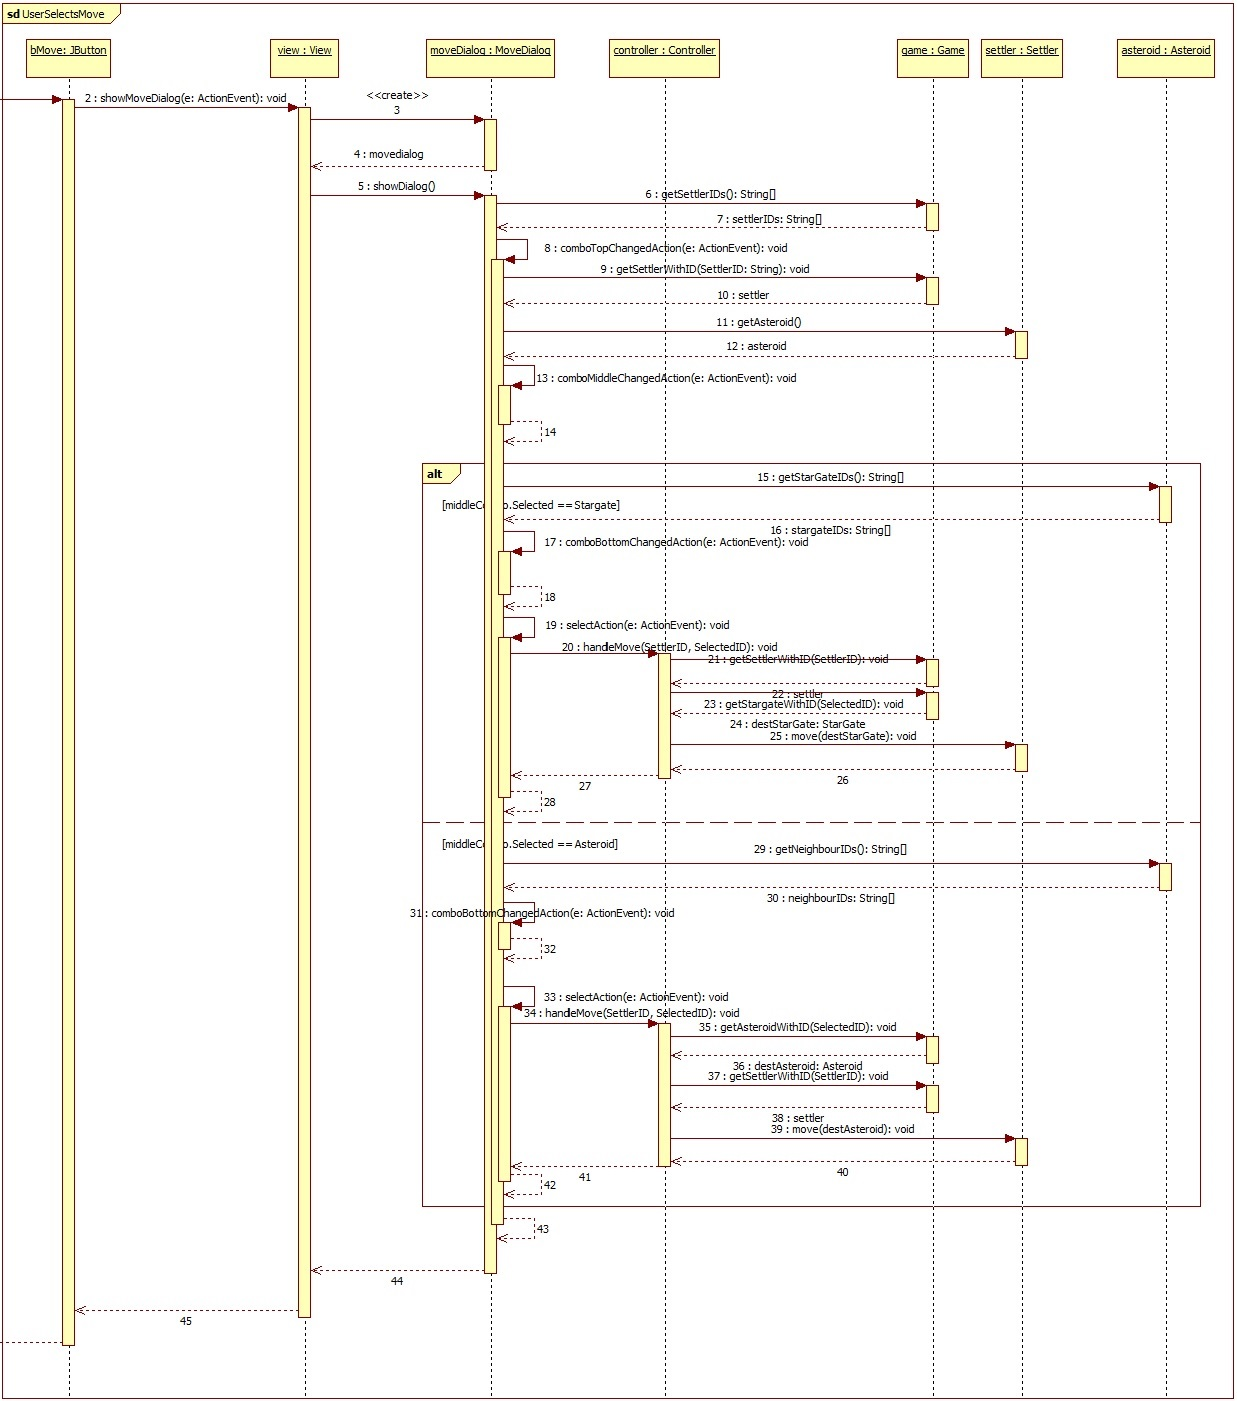 sd UserSelectsMove
bMove: JButton
view : View
moveDialog : MoveDialog
controller : Controller
game : Game
settler : Settler
asteroid : Asteroid
2 : showMoveDialog(e: ActionEvent): void
<<create>>
3
4 : movedialog
5 : showDialog()
6 : getSettlerIDs(): String[]
7 : settlerIDs: String[]
8 : comboTopChangedAction(e: ActionEvent): void
9 : getSettlerWithID(SettlerID: String): void
10 : settler
11 : getAsteroid()
12 : asteroid
13 : comboMiddleChangedAction(e: ActionEvent): void
14
alt
15 : getStarGateIDs(): String[]
[middleCo o.Selected == Stargate]
16 : stargateIDs: String[]
17 : comboBottomChangedAction(e: ActionEvent): void
18
19 : selectAction(e: ActionEvent): void
20 : handleMove(SettlerID, SelectedID): void
21 : getSettlerWithID(SettlerID): void
22 : settler
23 : getStargateWithID(SelectedID): void
24 : destStarGate: StarGate
25 : move(destStarGate): void
26
27
28
[middleCo o.Selected == Asteroid]
29 : getNeighbourIDs(): String[]
30 : neighbourIDs: String[]
31 : comboBottomChangedAction(e: ActionEvent): void
32
33 : selectAction(e: ActionEvent): void
34 : handleMove(SettlerID, SelectedID): void
35 : getAsteroidWithID(SelectedID): void
36 : destAsteroid: Asteroid
37 : getSettlerWithID(SettlerID): void
38 : settler
39 : move(destAsteroid): void
40
41
42
43
44
45